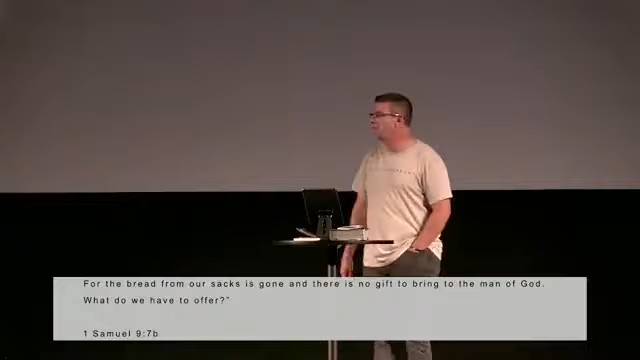 For the bread from our sacks is gone and there is no gift to bring to the man of God.
What do we have to offer?"
1 Samuel 9:7b